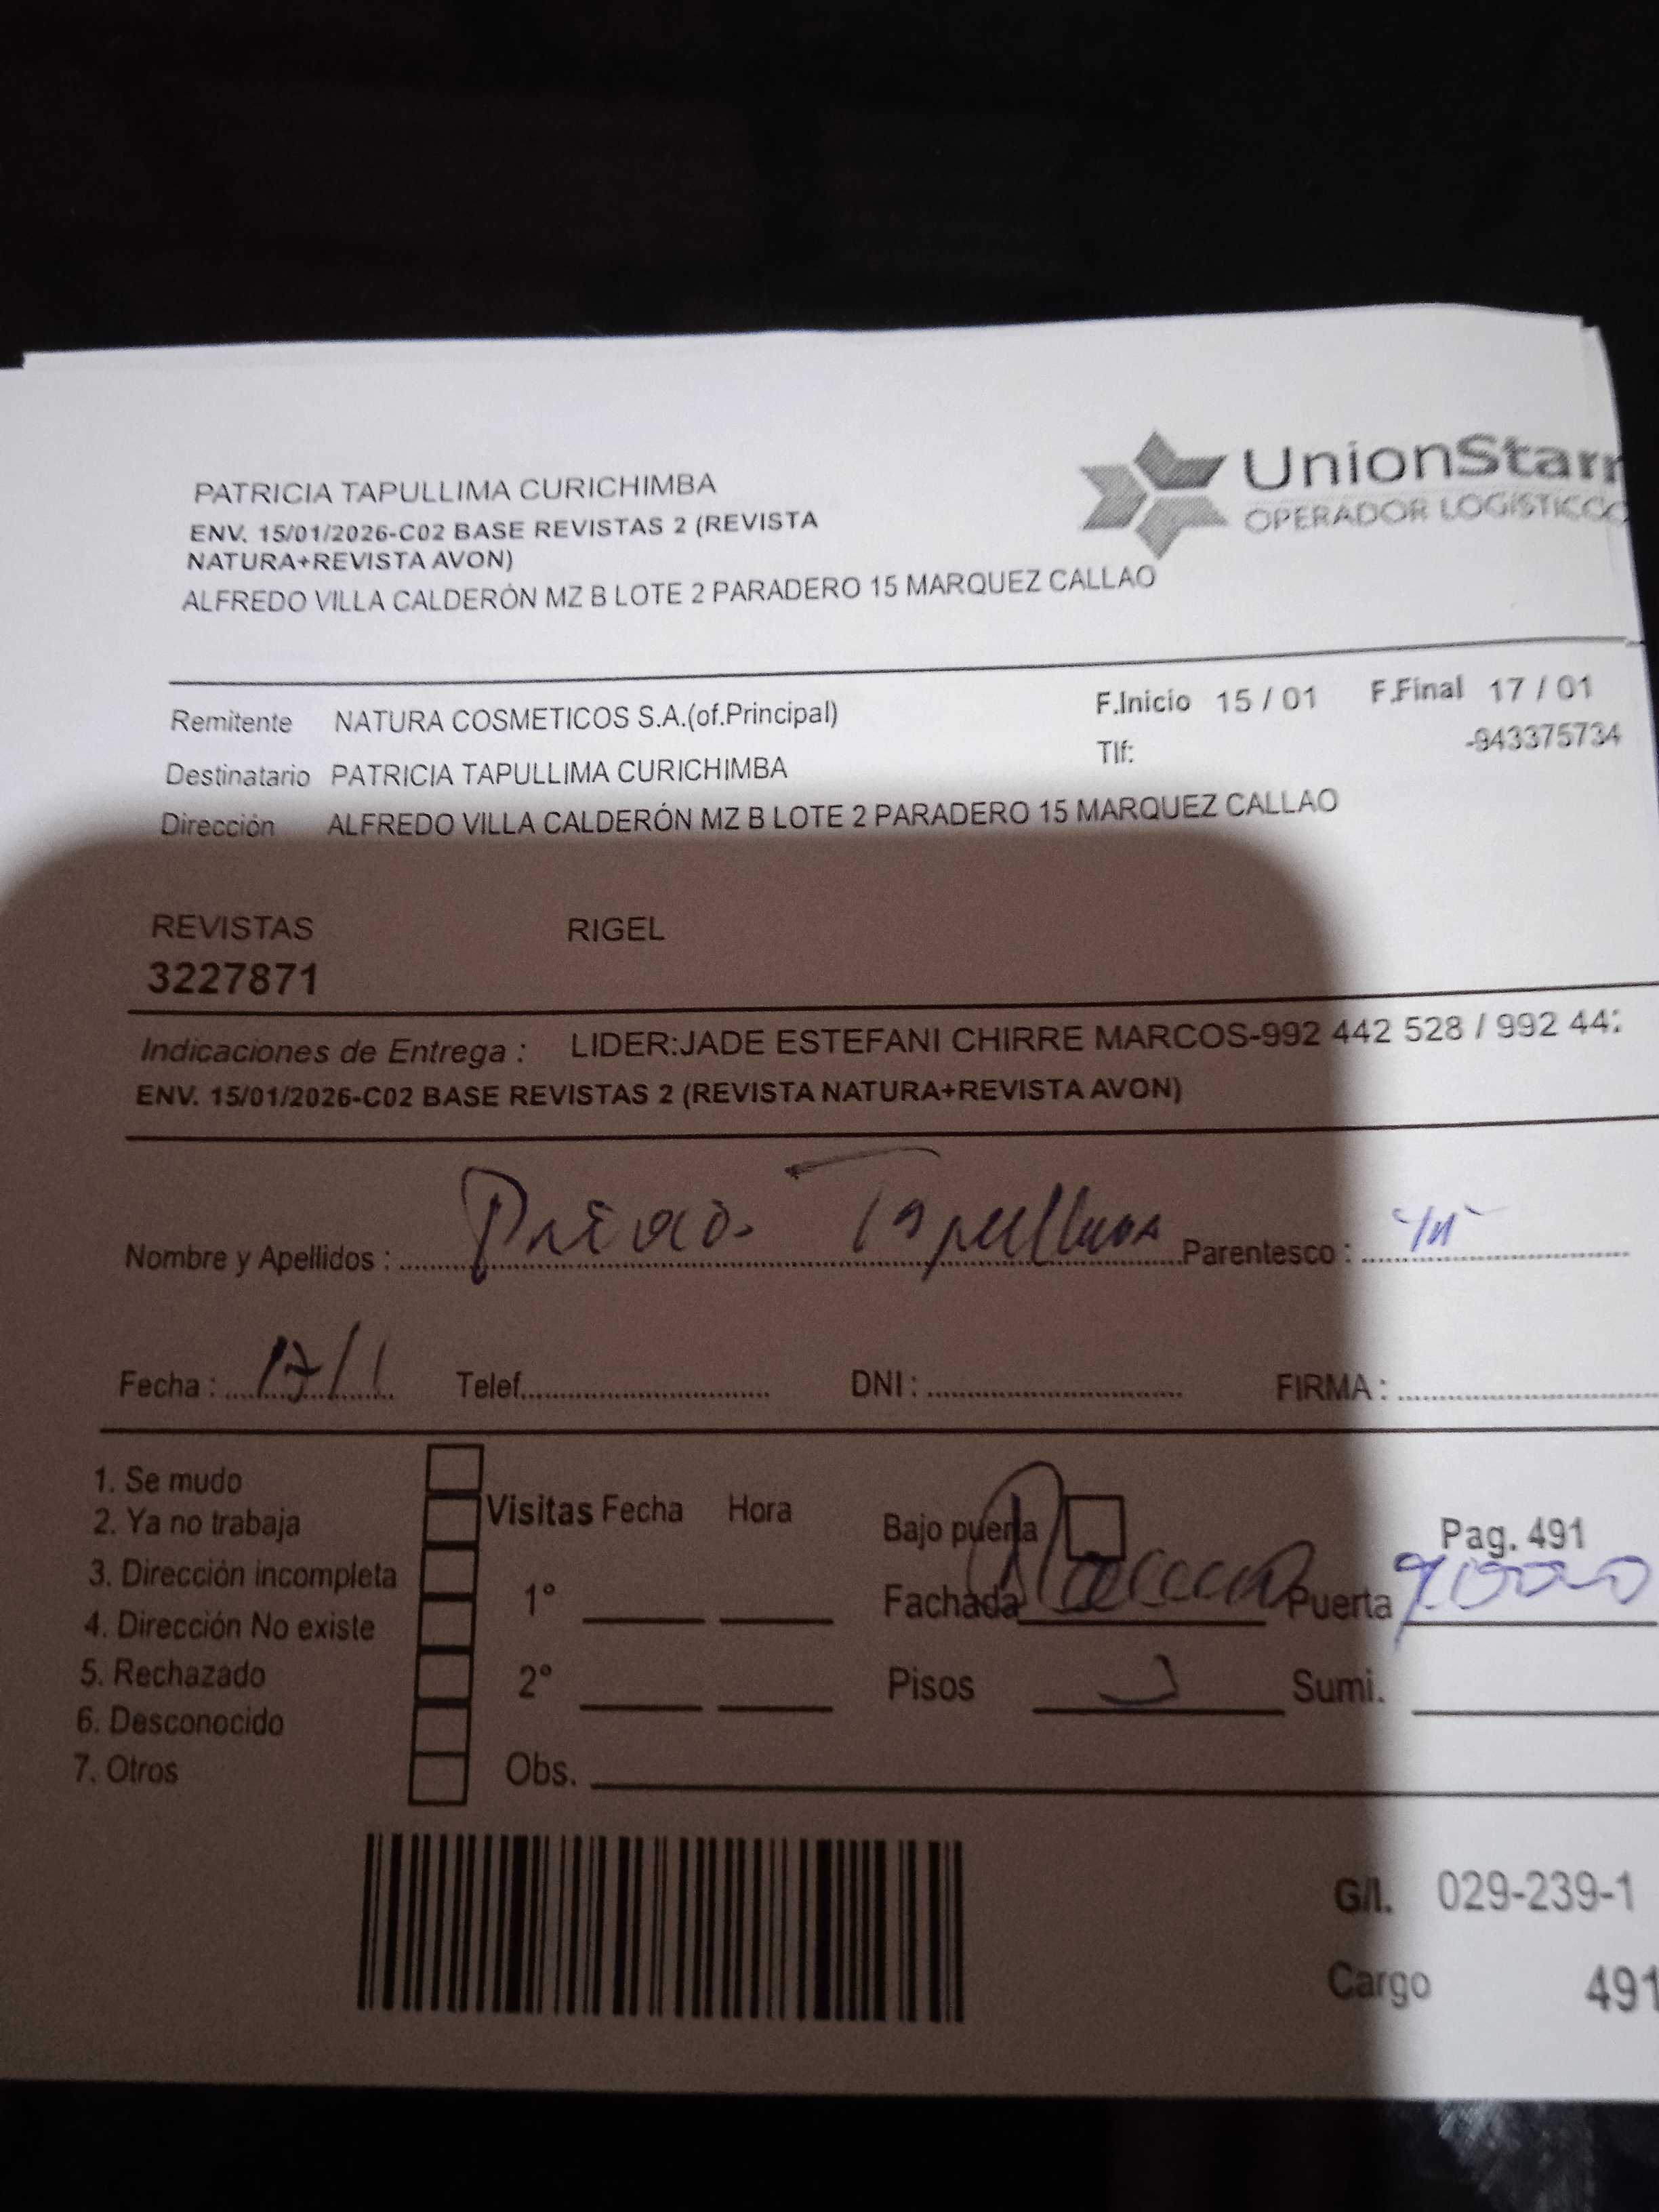 PATRICIA TAPULLIMA CURICHIMBA
ENV. 15/01/2026-C02 BASE REVISTAS 2 (REVISTA
NATURA+REVISTA AVON)
ALFREDO VILLA CALDERÓN MZ B LOTE 2 PARADERO 15 MARQUEZ CALLAO
UnionStarr
OPERADOR LOGÍSTICCO
Remitente NATURA COSMETICOS S.A.(of.Principal) F.Inicio 15 / 01 F.Final 17 / 01
Destinatario PATRICIA TAPULLIMA CURICHIMBA Tlf: -943375734
Dirección ALFREDO VILLA CALDERÓN MZ B LOTE 2 PARADERO 15 MARQUEZ CALLAO
REVISTAS RIGEL
3227871
Indicaciones de Entrega : LIDER:JADE ESTEFANI CHIRRE MARCOS-992 442 528 / 992 44
ENV. 15/01/2026-C02 BASE REVISTAS 2 (REVISTA NATURA+REVISTA AVON)
Nombre y Apellidos : Tapullima Parentesco :
Fecha : 17/1 Telef. DNI : FIRMA :
1. Se mudo
2. Ya no trabaja
3. Dirección incompleta
4. Dirección No existe
5. Rechazado
6. Desconocido
7. Otros
Visitas Fecha Hora
1°
2°
Obs.
Bajo puerta Pag. 491
Fachada Puerta
Pisos Sumi.
G/I. 029-239-1
Cargo 491